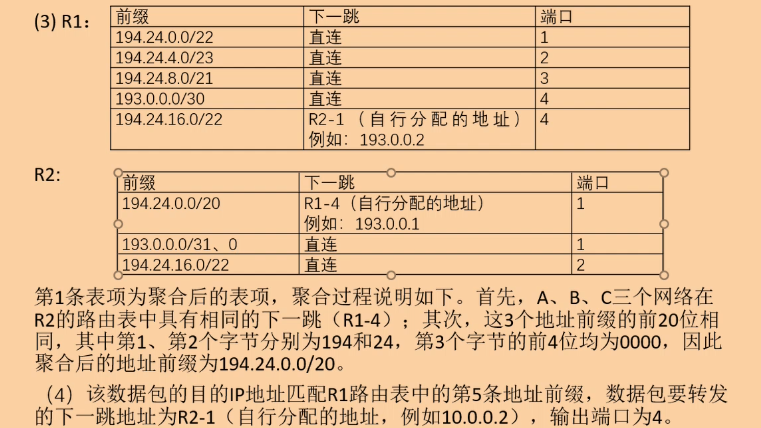 (3) R1：
前缀 下一跳 端口
194.24.0.0/22 直连 1
194.24.4.0/23 直连 2
194.24.8.0/21 直连 3
193.0.0.0/30 直连 4
194.24.16.0/22 R2-1（自行分配的地址） 4
例如：193.0.0.2
R2:
前缀 下一跳 端口
194.24.0.0/20 R1-4（自行分配的地址） 1
例如：193.0.0.1
193.0.0.0/31、0 直连 1
194.24.16.0/22 直连 2
第1条表项为聚合后的表项，聚合过程说明如下。首先，A、B、C三个网络在
R2的路由表中具有相同的下一跳（R1-4）；其次，这3个地址前缀的前20位相
同，其中第1、第2个字节分别为194和24，第3个字节的前4位均为0000，因此
聚合后的地址前缀为194.24.0.0/20。
（4）该数据包的目的IP地址匹配R1路由表中的第5条地址前缀，数据包要转发
的下一跳地址为R2-1（自行分配的地址，例如10.0.0.2），输出端口为4。